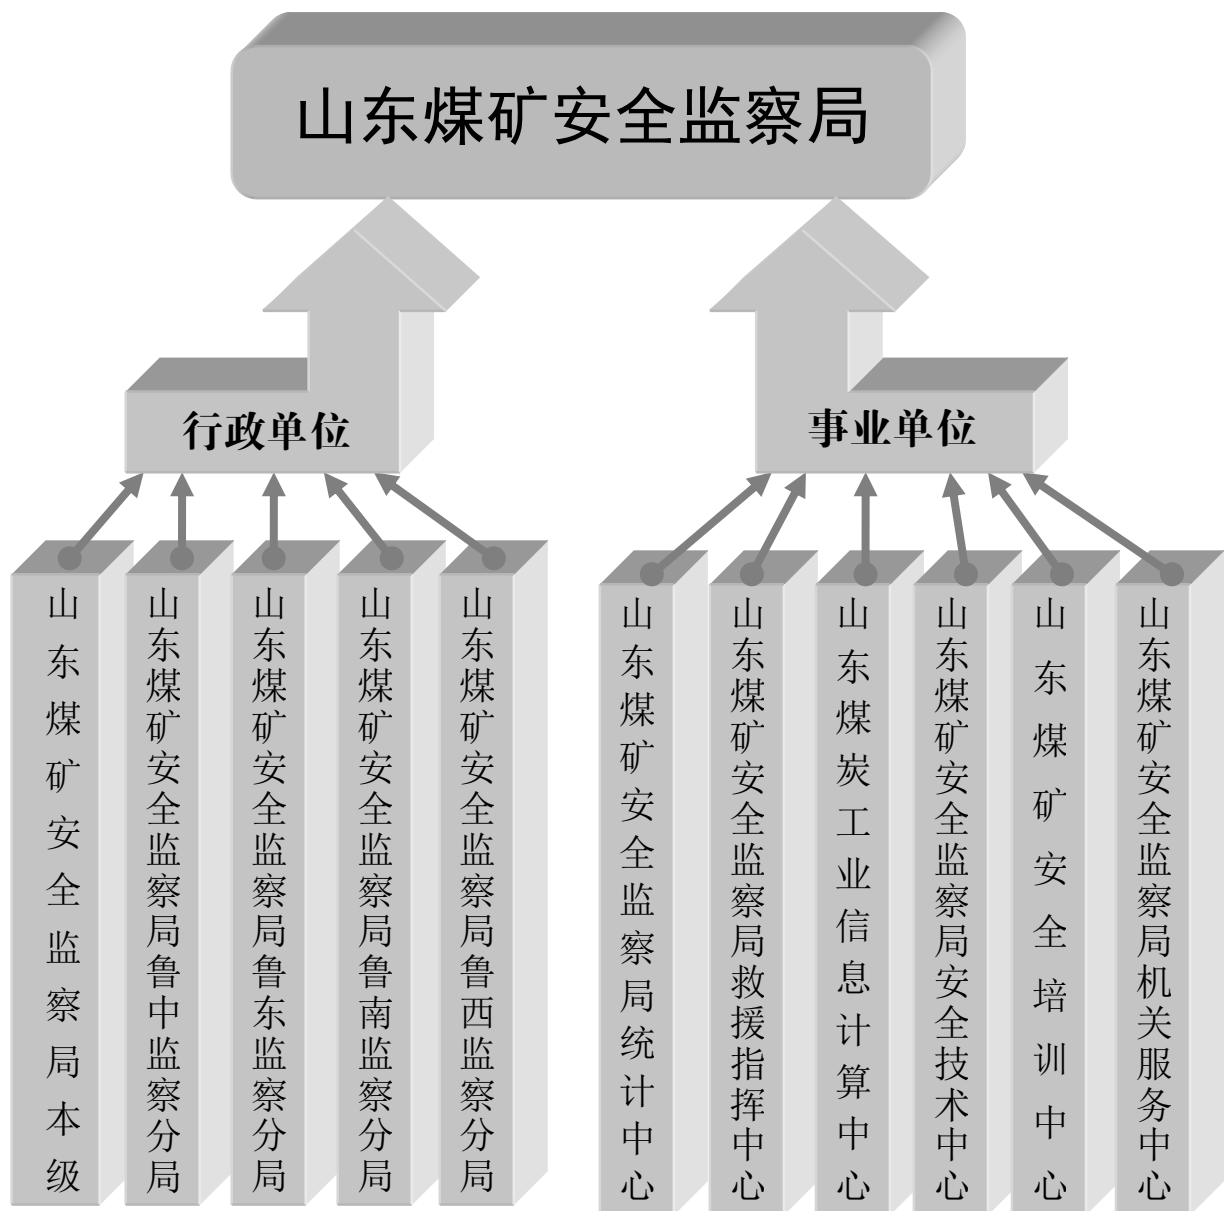 山东煤矿安全监察局
行政单位
事业单位
山东煤矿安全监察局本级
山东煤矿安全监察局鲁中监察分局
山东煤矿安全监察局鲁东监察分局
山东煤矿安全监察局鲁南监察分局
山东煤矿安全监察局鲁西监察分局
山东煤矿安全监察局统计中心
山东煤矿安全监察局救援指挥中心
山东煤炭工业信息计算中心
山东煤矿安全监察局安全技术中心
山东煤矿安全培训中心
山东煤矿安全监察局机关服务中心